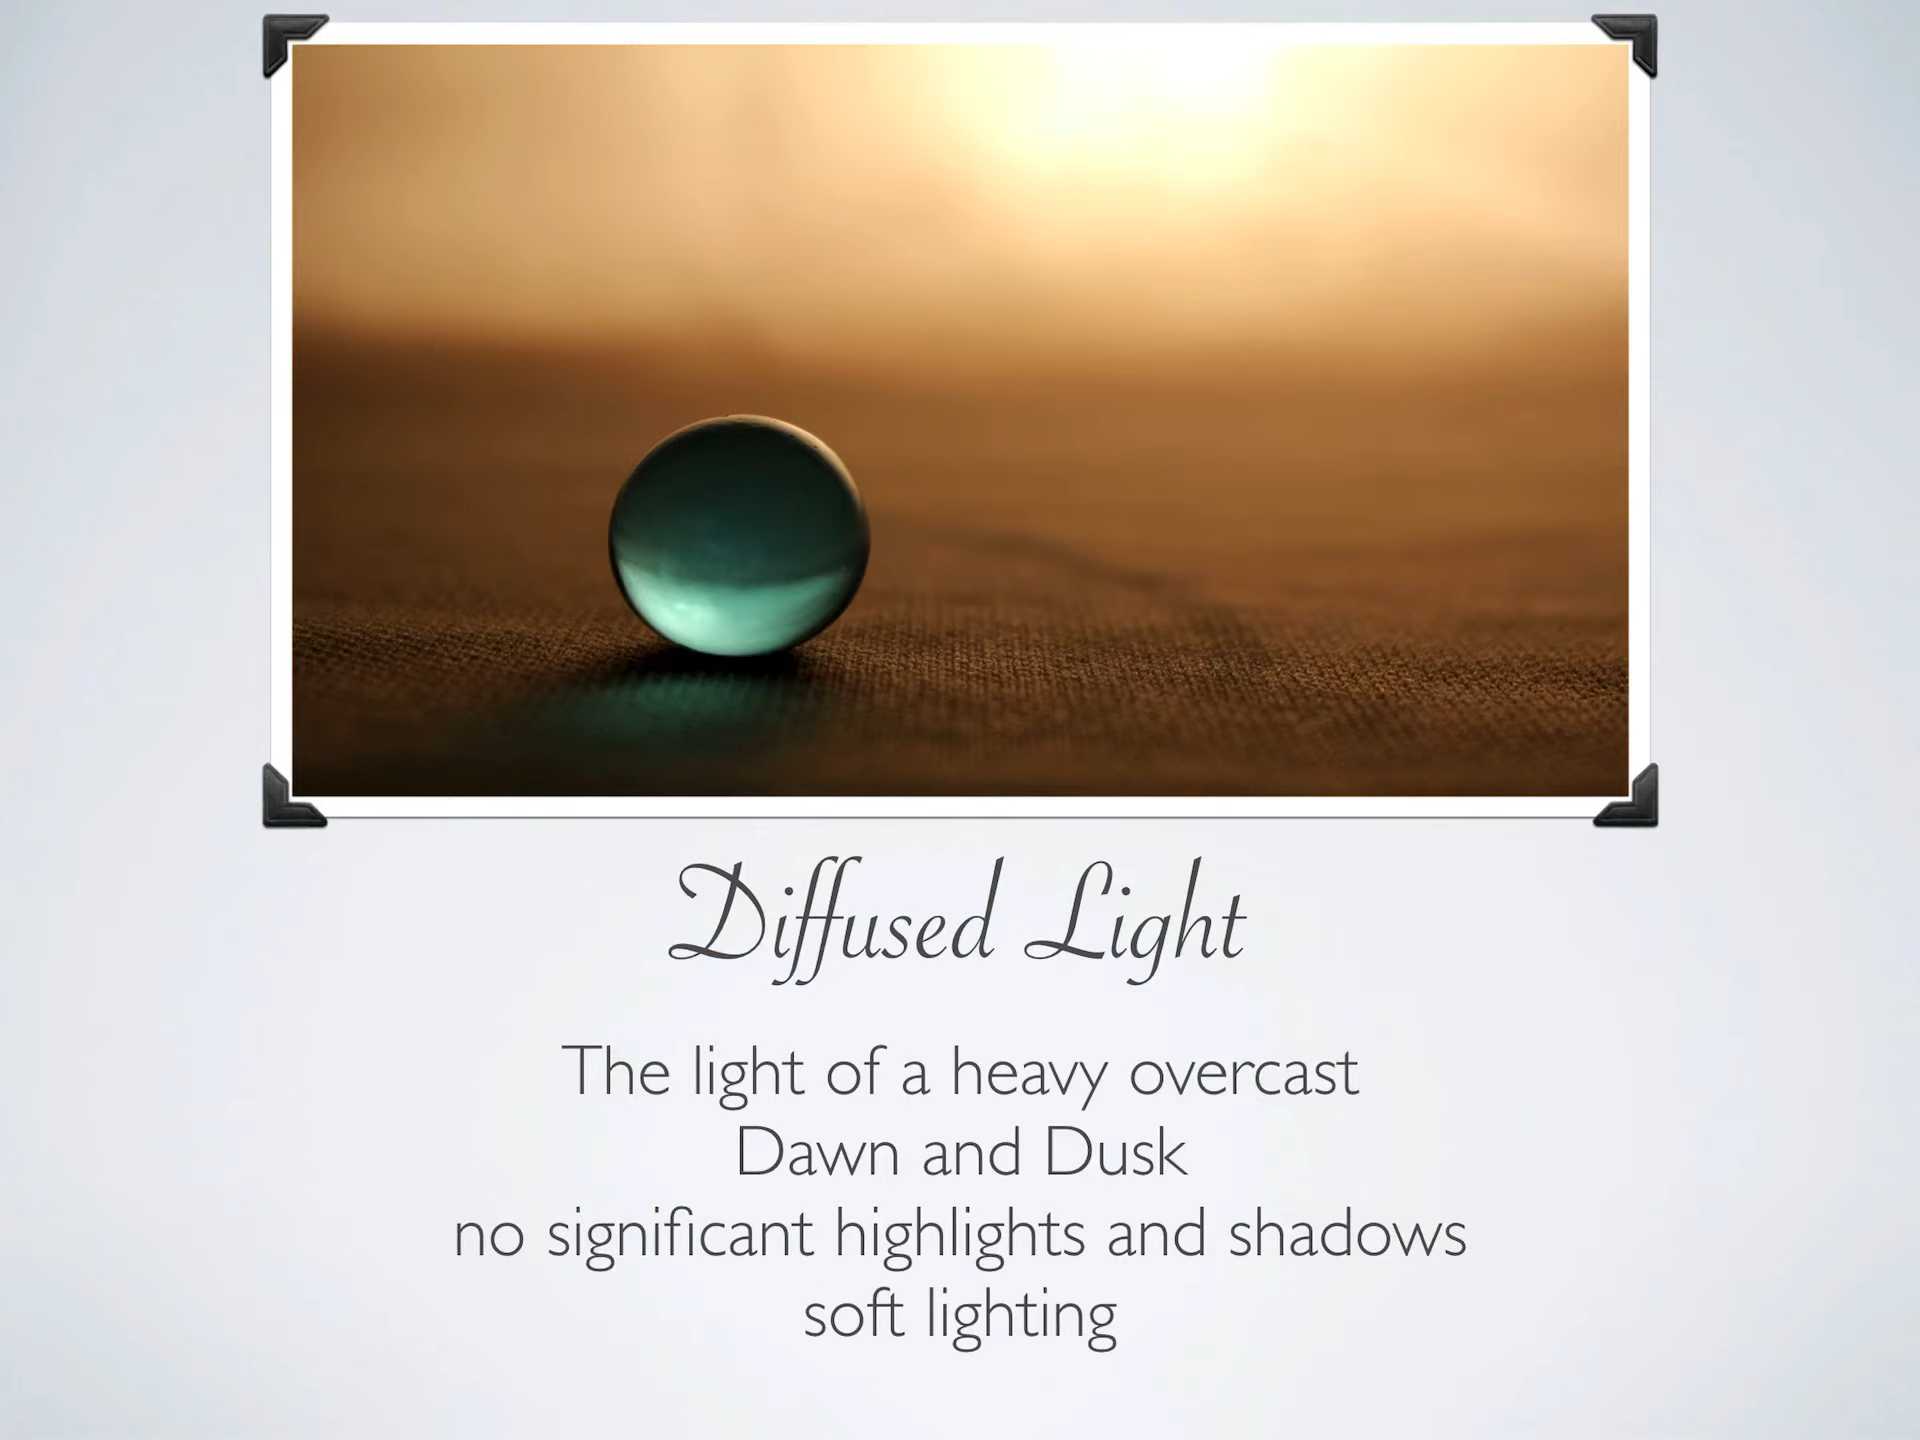 Diffused Light
The light of a heavy overcast
Dawn and Dusk
no significant highlights and shadows
soft lighting